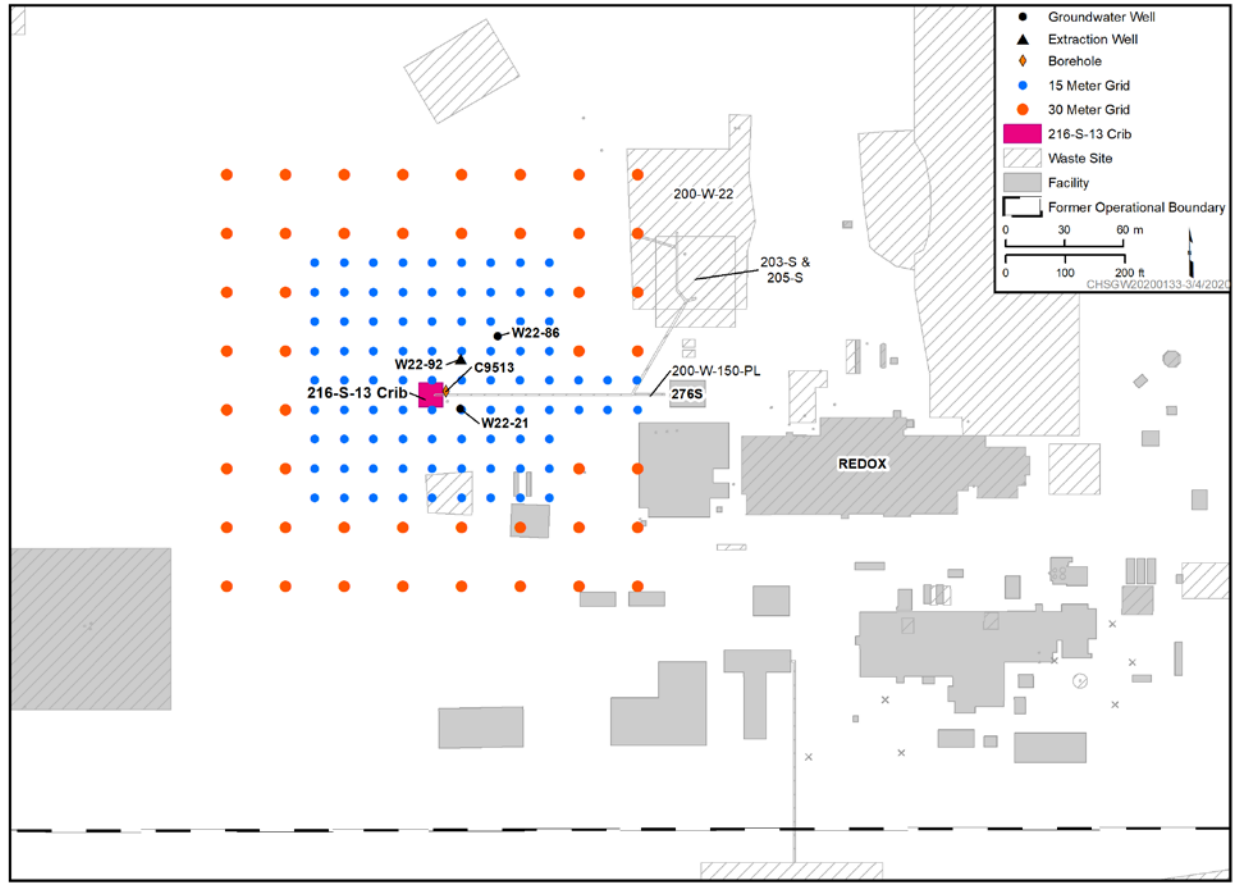 Groundwater Well
Extraction Well
Borehole
15 Meter Grid
30 Meter Grid
216-S-13 Crib
Waste Site
Facility
Former Operational Boundary
0 30 60 m
0 100 200 ft
CHSGW20200133-3/4/2020
200-W-22
203-S &
205-S
W22-86
W22-92
C9513
200-W-150-PL
216-S-13 Crib
276S
W22-21
REDOX